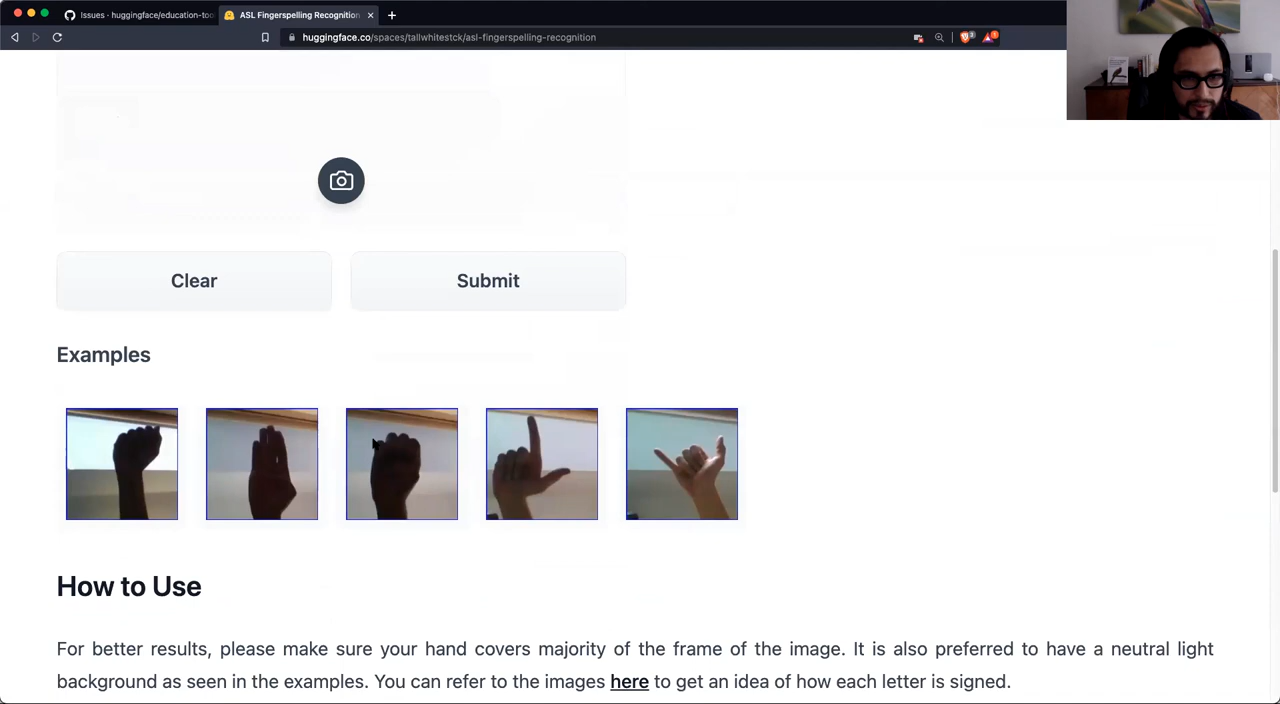 Issues · huggingface/education-too
ASL Fingerspelling Recognition
huggingface.co/spaces/tallwhitestck/asl-fingerspelling-recognition
Clear
Submit
Examples
How to Use
For better results, please make sure your hand covers majority of the frame of the image. It is also preferred to have a neutral light
background as seen in the examples. You can refer to the images here to get an idea of how each letter is signed.